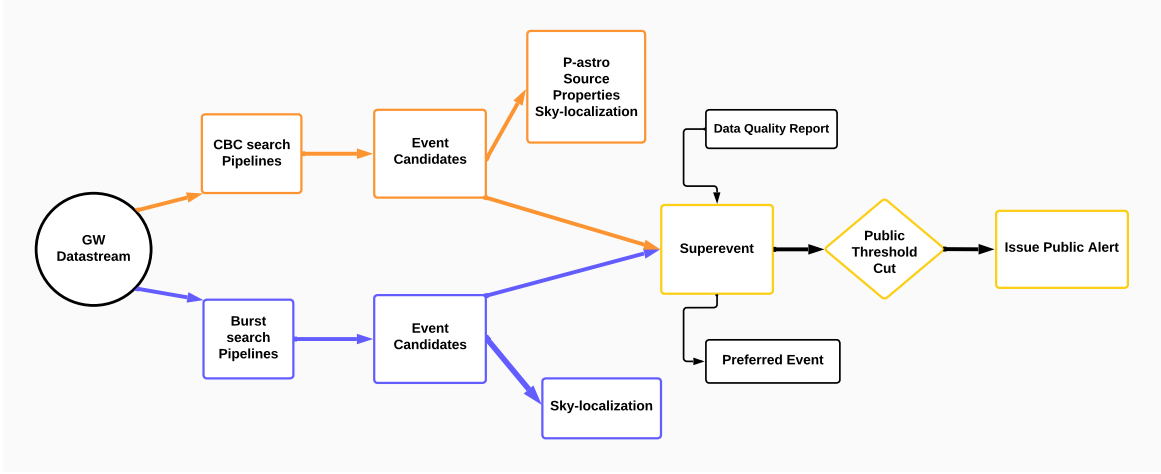 GW
Datastream
CBC search
Pipelines
Event
Candidates
P-astro
Source
Properties
Sky-localization
Burst
search
Pipelines
Event
Candidates
Sky-localization
Data Quality Report
Superevent
Preferred Event
Public
Threshold
Cut
Issue Public Alert